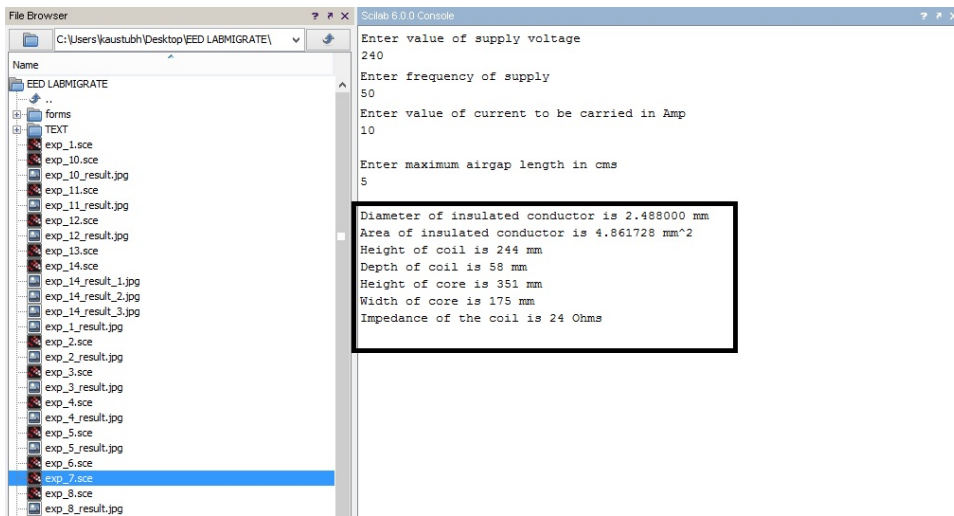 File Browser
C:\Users\kaustubh\Desktop\EED LABMIGRATE\
Name
EED LABMIGRATE
..
forms
TEXT
exp_1.sce
exp_10.sce
exp_10_result.jpg
exp_11.sce
exp_11_result.jpg
exp_12.sce
exp_12_result.jpg
exp_13.sce
exp_14.sce
exp_14_result_1.jpg
exp_14_result_2.jpg
exp_14_result_3.jpg
exp_1_result.jpg
exp_2.sce
exp_2_result.jpg
exp_3.sce
exp_3_result.jpg
exp_4.sce
exp_4_result.jpg
exp_5.sce
exp_5_result.jpg
exp_6.sce
exp_7.sce
exp_8.sce
exp_8_result.jpg
Scilab 6.0.0 Console
Enter value of supply voltage
240
Enter frequency of supply
50
Enter value of current to be carried in Amp
10
Enter maximum airgap length in cms
5
Diameter of insulated conductor is 2.488000 mm
Area of insulated conductor is 4.861728 mm^2
Height of coil is 244 mm
Depth of coil is 58 mm
Height of core is 351 mm
Width of core is 175 mm
Impedance of the coil is 24 Ohms